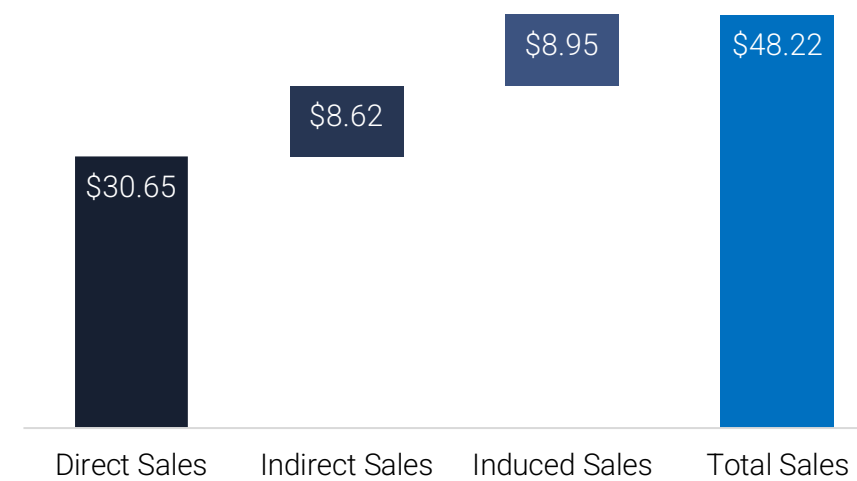 $8.95
$48.22
$8.62
$30.65
Direct Sales
Indirect Sales
Induced Sales
Total Sales